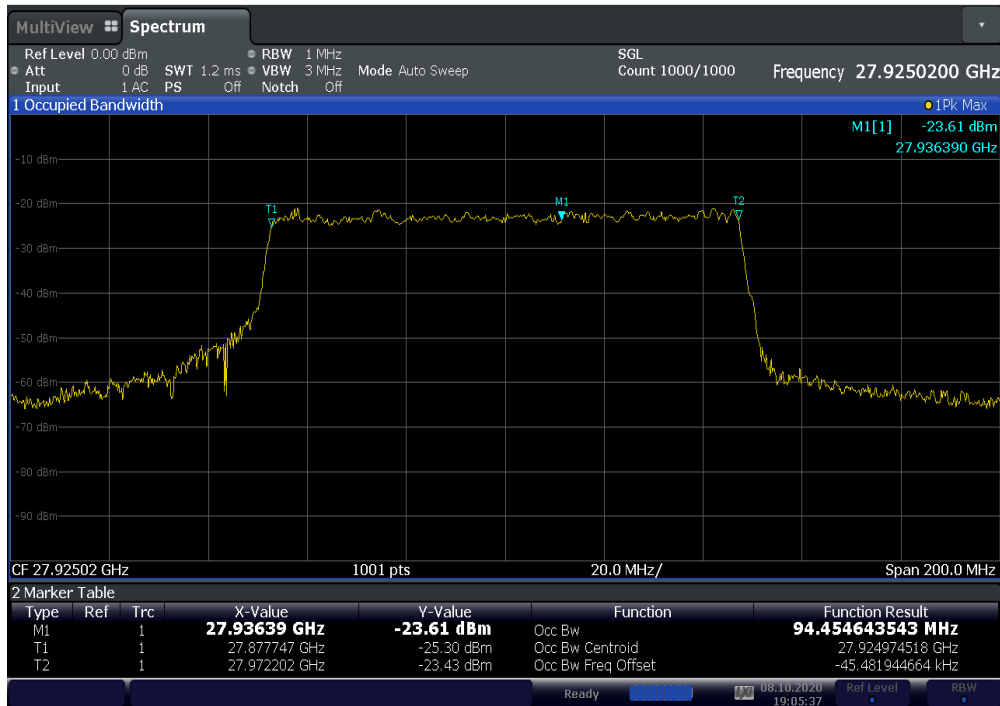 MultiView Spectrum
Ref Level 0.00 dBm RBW 1 MHz SGL
Att 0 dB SWT 1.2 ms VBW 3 MHz Mode Auto Sweep Count 1000/1000 Frequency 27.9250200 GHz
Input 1 AC PS Off Notch Off
1 Occupied Bandwidth 1Pk Max
M1[1] -23.61 dBm
27.936390 GHz
-10 dBm
-20 dBm
T1 M1 T2
-30 dBm
-40 dBm
-50 dBm
-60 dBm
-70 dBm
-80 dBm
-90 dBm
CF 27.92502 GHz 1001 pts 20.0 MHz/ Span 200.0 MHz
2 Marker Table
Type Ref Trc X-Value Y-Value Function Function Result
M1 1 27.93639 GHz -23.61 dBm Occ Bw 94.454643543 MHz
T1 1 27.877747 GHz -25.30 dBm Occ Bw Centroid 27.924974518 GHz
T2 1 27.972202 GHz -23.43 dBm Occ Bw Freq Offset -45.481944664 kHz
Ready 08.10.2020 Ref Level RBW
19:05:37